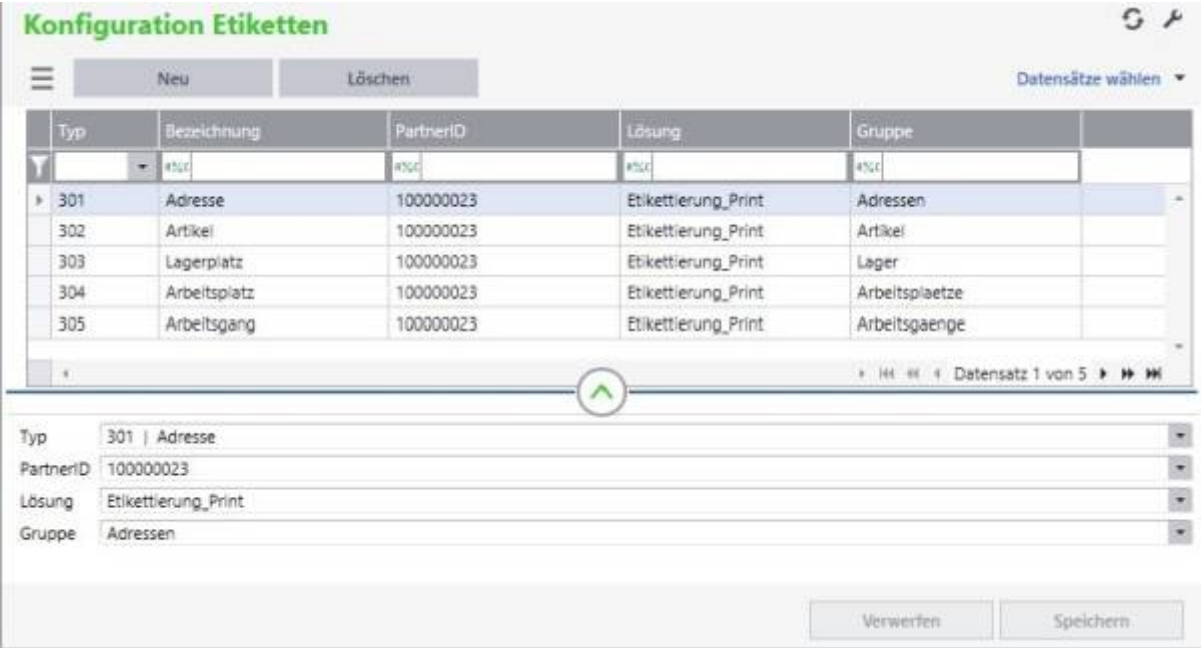 Konfiguration Etiketten
Neu Löschen Datensätze wählen
Typ Bezeichnung PartnerID Lösung Gruppe
301 Adresse 100000023 Etikettierung_Print Adressen
302 Artikel 100000023 Etikettierung_Print Artikel
303 Lagerplatz 100000023 Etikettierung_Print Lager
304 Arbeitsplatz 100000023 Etikettierung_Print Arbeitsplaetze
305 Arbeitsgang 100000023 Etikettierung_Print Arbeitsgaenge
Datensatz 1 von 5
Typ 301 | Adresse
PartnerID 100000023
Lösung Etikettierung_Print
Gruppe Adressen
Verwerfen Speichern